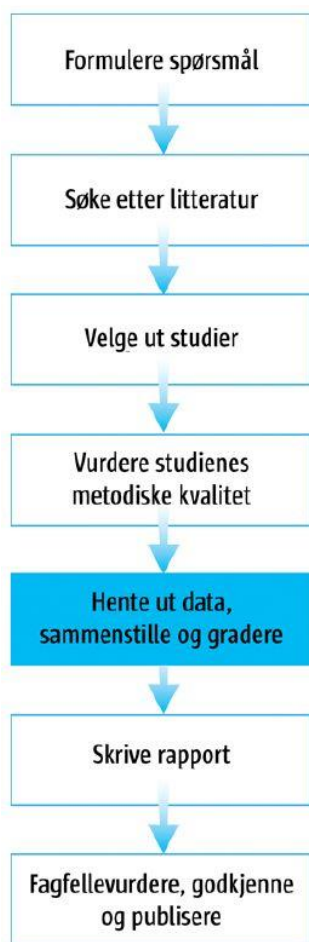 Formulere spørsmål
Søke etter litteratur
Velge ut studier
Vurdere studienes
metodiske kvalitet
Hente ut data,
sammenstille og gradere
Skrive rapport
Fagfellevurdere, godkjenne
og publisere